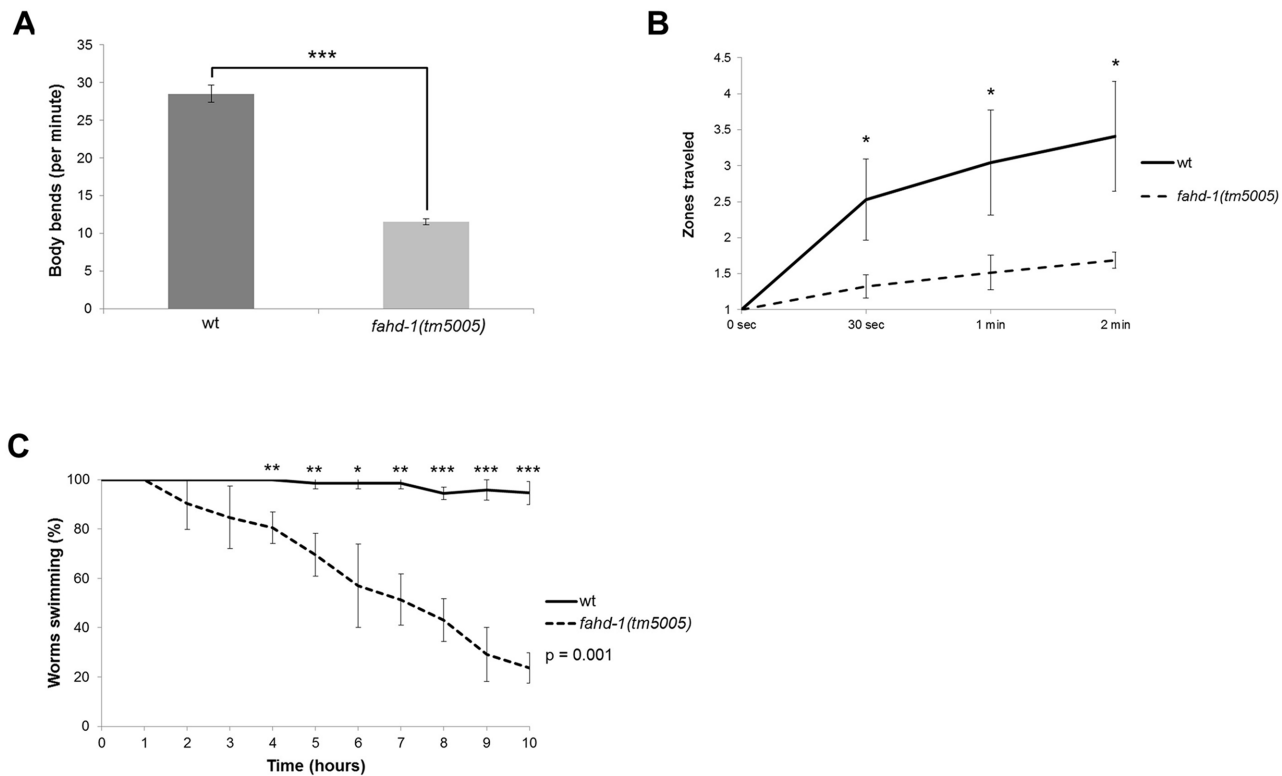 A
Body bends (per minute)
35
30
25
20
15
10
5
0
***
wt
fahd-1(tm5005)
B
Zones traveled
4.5
4
3.5
3
2.5
2
1.5
1
*
*
*
0 sec
30 sec
1 min
2 min
wt
fahd-1(tm5005)
C
Worms swimming (%)
100
80
60
40
20
0
** ** * ** *** *** ***
0 1 2 3 4 5 6 7 8 9 10
Time (hours)
wt
fahd-1(tm5005)
p = 0.001